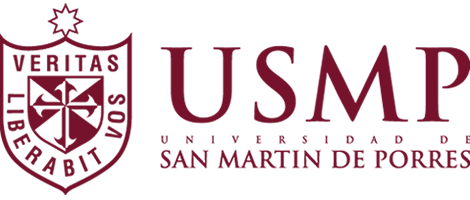 VERITAS
LIBERABIT VOS
USMP
UNIVERSIDAD DE
SAN MARTIN DE PORRES